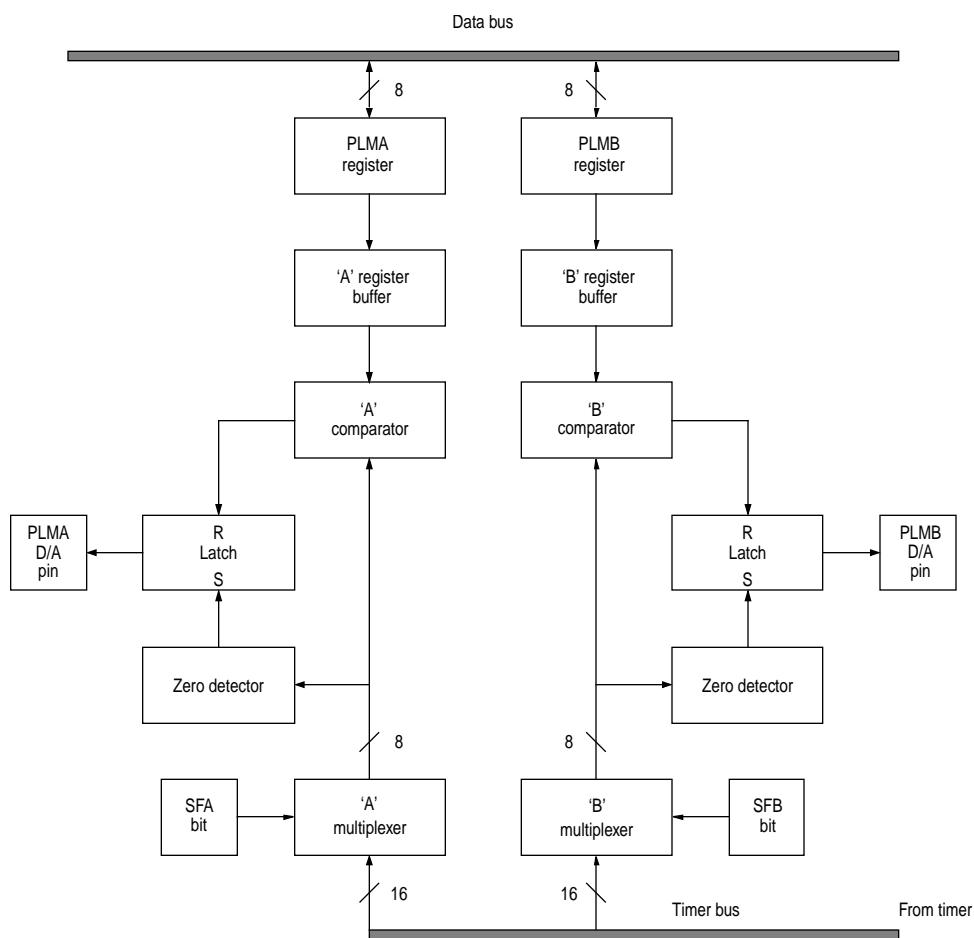 Data bus
8
8
PLMA
register
PLMB
register
‘A’ register
buffer
‘B’ register
buffer
‘A’
comparator
‘B’
comparator
PLMA
D/A
pin
R
Latch
S
R
Latch
S
PLMB
D/A
pin
Zero detector
Zero detector
8
8
SFA
bit
‘A’
multiplexer
‘B’
multiplexer
SFB
bit
16
16
Timer bus
From timer